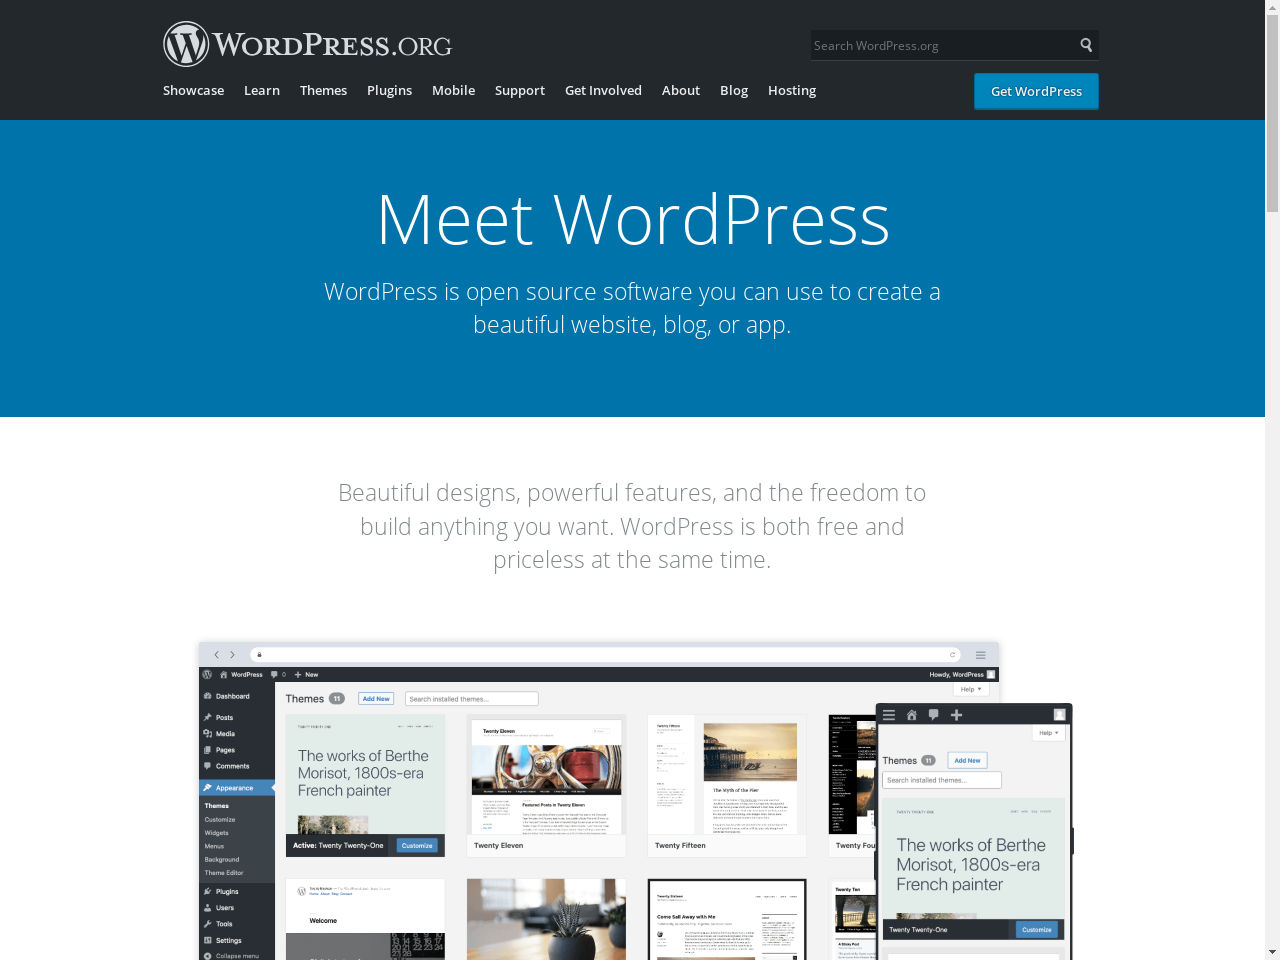 WORDPRESS.ORG
Search WordPress.org
Showcase Learn Themes Plugins Mobile Support Get Involved About Blog Hosting
Get WordPress
Meet WordPress
WordPress is open source software you can use to create a
beautiful website, blog, or app.
Beautiful designs, powerful features, and the freedom to
build anything you want. WordPress is both free and
priceless at the same time.
WordPress 0 New
Howdy, WordPress
Help
Dashboard
Posts
Media
Pages
Comments
Appearance
Themes
Customize
Widgets
Menus
Background
Theme Editor
Plugins
Users
Tools
Settings
Collapse menu
Themes 11 Add New Search installed themes...
The works of Berthe
Morisot, 1800s-era
French painter
Active: Twenty Twenty-One Customize
Twenty Eleven
Featured Posts in Twenty Eleven
Twenty Eleven
Twenty Fifteen
The Myth of the Pier
Twenty Fifteen
Twenty Fou
Welcome
Twenty Sixteen
Come Sail Away with Me
Twenty Ten
A Sticky Post
Help
Themes 11 Add New
Search installed themes...
The works of Berthe
Morisot, 1800s-era
French painter
Twenty Twenty-One Customize